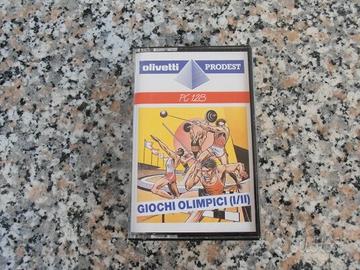 olivetti PRODEST
PC 128
GIOCHI OLIMPICI (I/II)